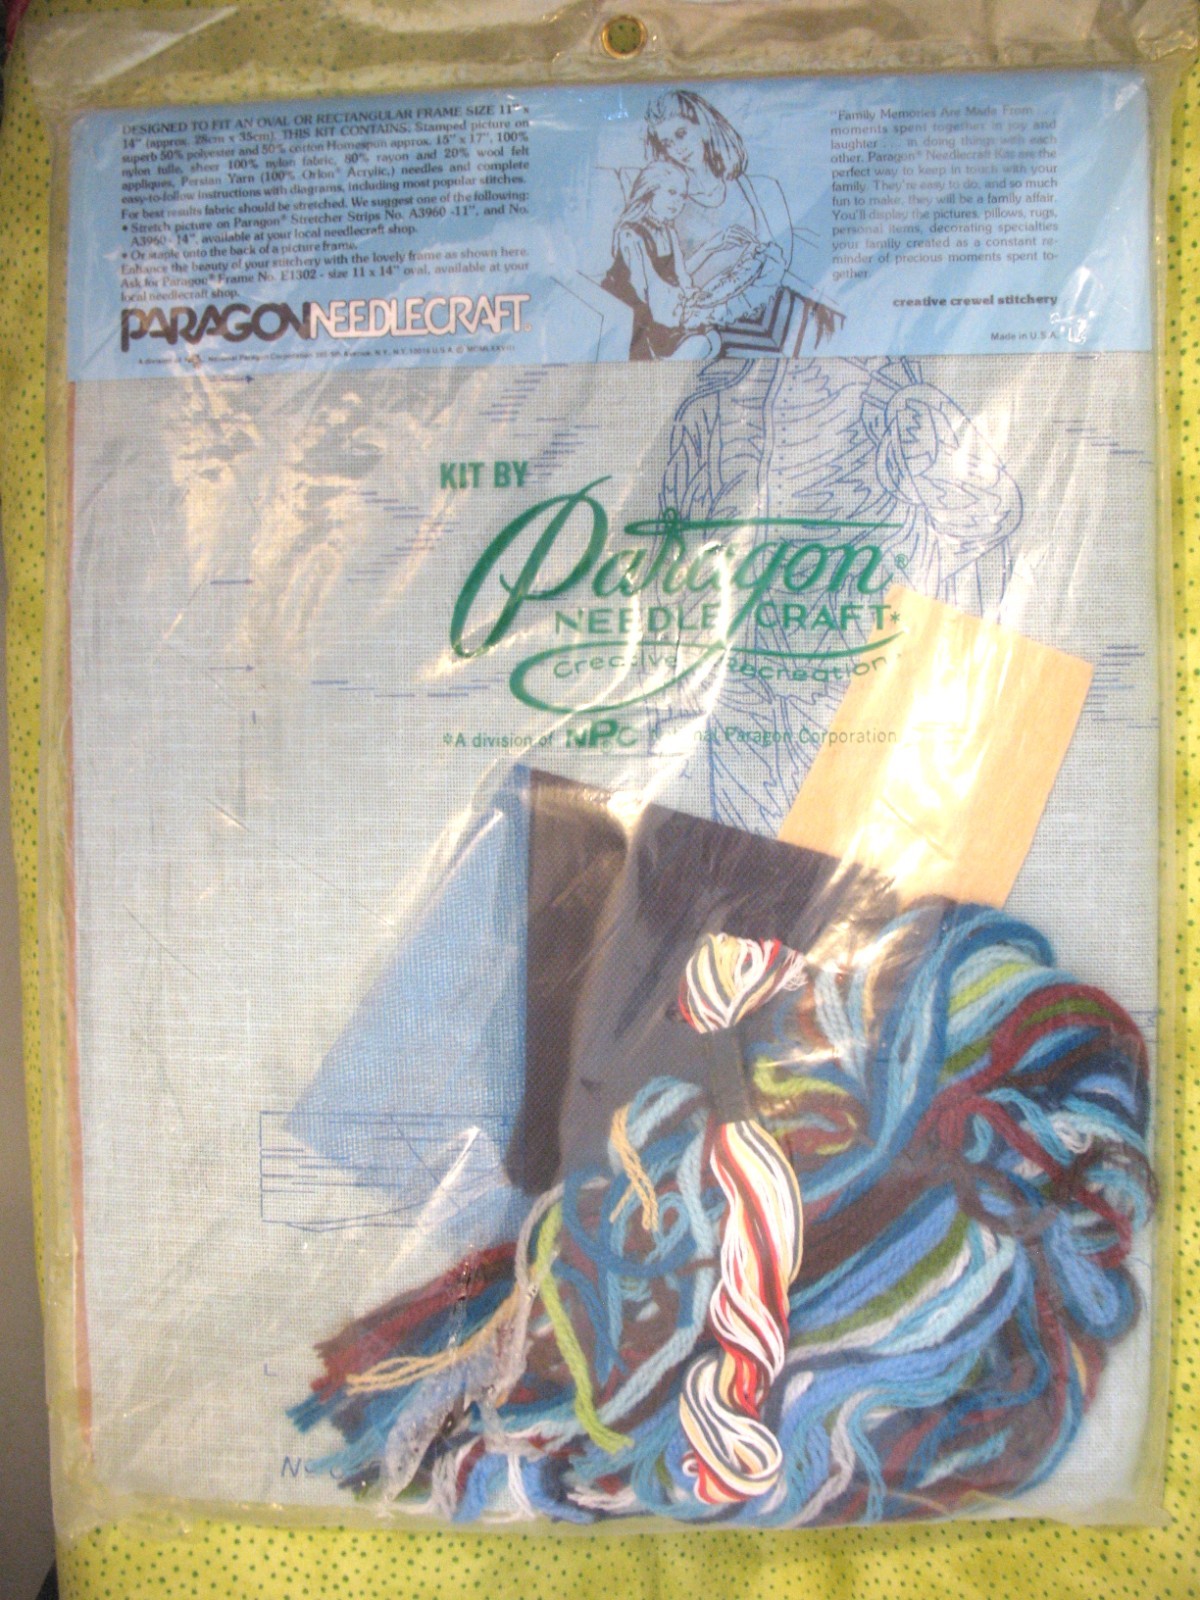 DESIGNED TO FIT AN OVAL OR RECTANGULAR FRAME SIZE 11" x
14" (approx. 28cm x 35cm). THIS KIT CONTAINS: Stamped picture on
superb 50% polyester and 50% cotton Homespun approx. 15" x 17", 100%
nylon tulle, sheer 100% nylon fabric, 80% rayon and 20% wool felt
appliques, Persian Yarn (100% Orlon® Acrylic,) needles and complete
easy-to-follow instructions with diagrams, including most popular stitches.
For best results fabric should be stretched. We suggest one of the following:
• Stretch picture on Paragon® Stretcher Strips No. A3960 -11", and No.
A3960 - 14", available at your local needlecraft shop.
• Or staple onto the back of a picture frame.
Enhance the beauty of your stitchery with the lovely frame as shown here.
Ask for Paragon® Frame No. E1302 - size 11 x 14" oval, available at your
local needlecraft shop.
PARAGON NEEDLECRAFT®
A division of National Paragon Corporation, Avenue, N.Y., N.Y. 10016 U.S.A. ©
"Family Memories Are Made From
moments spent together in joy and
laughter . . . in doing things with each
other. Paragon® Needlecraft Kits are the
perfect way to keep in touch with your
family. They're easy to do, and so much
fun to make, they will be a family affair.
You'll display the pictures, pillows, rugs,
personal items, decorating specialties
your family created as a constant re-
minder of precious moments spent to-
gether.
creative crewel stitchery
Made in U.S.A.
KIT BY
Paragon®
NEEDLECRAFT*
Creative Recreation
*A division of NPC National Paragon Corporation
L